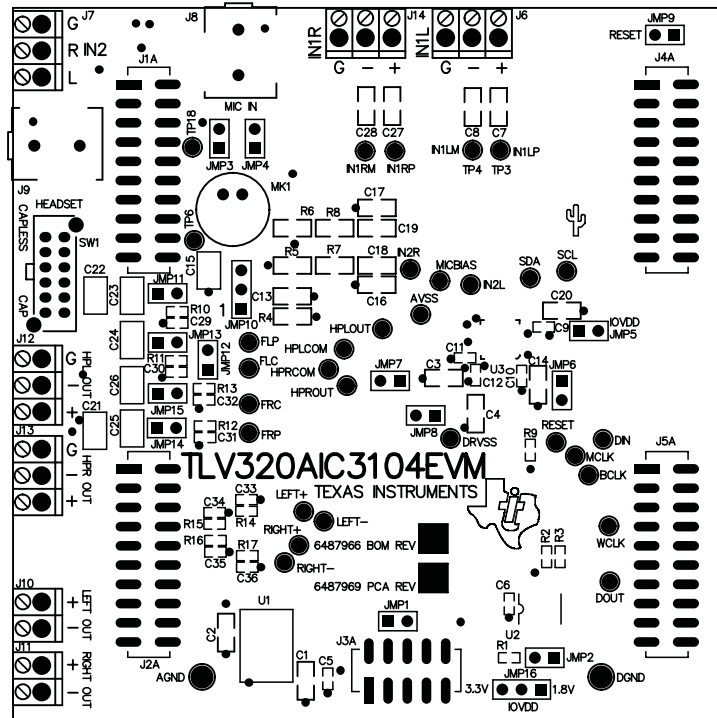 J7
G
R IN2
L
J8
MIC IN
IN1R
J14
G
−
+
IN1L
J6
G
−
+
JMP9
RESET
J1A
J4A
TP18
JMP3
JMP4
C28
C27
C8
C7
IN1RM
IN1RP
IN1LM
TP4
TP3
IN1LP
J9
HEADSET
CAPLESS
SW1
CAP
MK1
TP6
C17
R6
R8
C19
R5
R7
C18
C16
C15
C13
R4
IN2R
MICBIAS
IN2L
AVSS
SDA
SCL
C22
C23
JMP11
R10
C29
1
JMP10
C20
C9
IOVDD
JMP5
HPLOUT
J12
G
−
+
HPL OUT
C24
JMP13
R11
C30
JMP12
FLP
FLC
HPLCOM
HPRCOM
HPROUT
JMP7
C3
C11
U3
C12
C10
C14
JMP6
C26
R13
C32
FRC
JMP15
C21
C25
R12
C31
FRP
JMP14
JMP8
C4
DRVSS
R9
RESET
DIN
MCLK
BCLK
J13
G
−
+
HPR OUT
TLV320AIC3104EVM
TEXAS INSTRUMENTS
J5A
C34
C33
R15
R14
R16
R17
C35
C36
LEFT+
LEFT−
RIGHT+
RIGHT−
6487966 BOM REV
6487969 PCA REV
R2
R3
WCLK
DOUT
J10
+
−
LEFT OUT
J11
+
−
RIGHT OUT
C2
U1
JMP1
J3A
C6
U2
R1
JMP2
J2A
AGND
C1
C5
3.3V
JMP16
1.8V
IOVDD
DGND